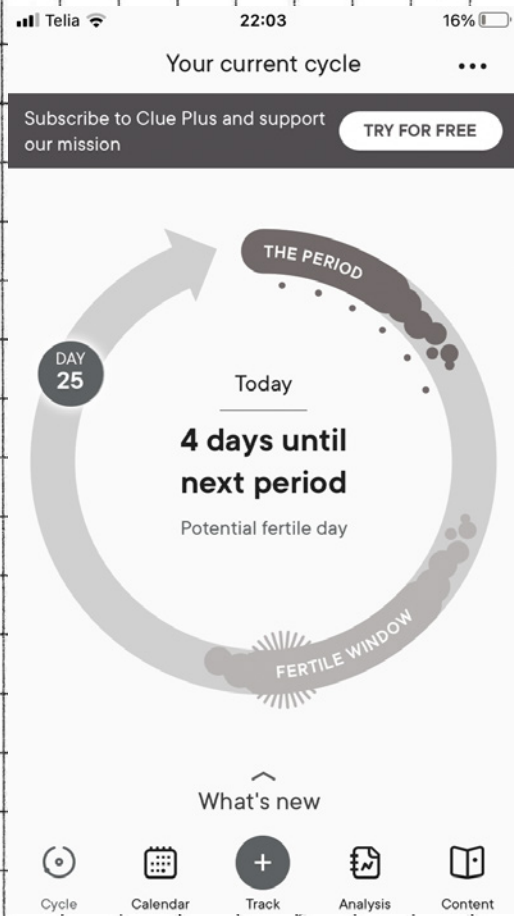 Telia 22:03 16%
Your current cycle
Subscribe to Clue Plus and support
our mission
TRY FOR FREE
THE PERIOD
DAY
25
Today
4 days until
next period
Potential fertile day
FERTILE WINDOW
What's new
Cycle Calendar Track Analysis Content